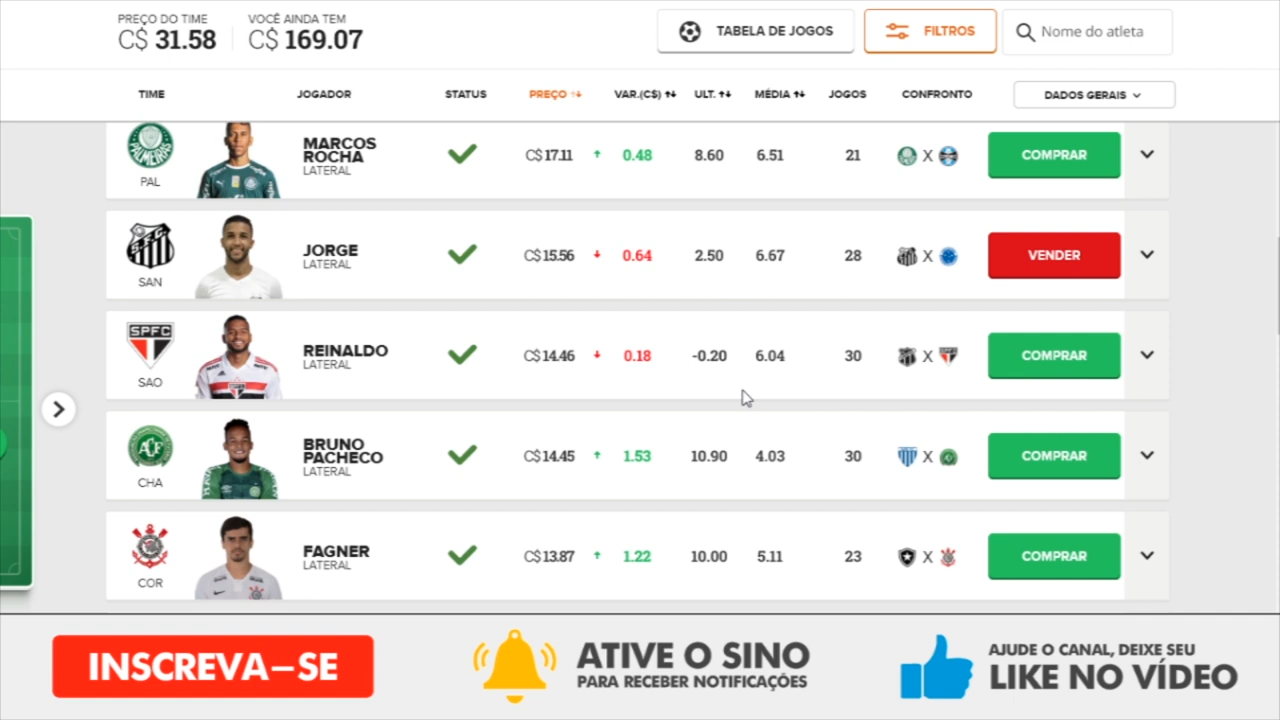 PREÇO DO TIME
C$ 31.58
VOCÊ AINDA TEM
C$ 169.07
TABELA DE JOGOS
FILTROS
Nome do atleta
TIME JOGADOR STATUS PREÇO VAR.(C$) ULT. MÉDIA JOGOS CONFRONTO DADOS GERAIS
PALMEIRAS
PAL
MARCOS
ROCHA
LATERAL
C$ 17.11 0.48 8.60 6.51 21 X COMPRAR
SAN
JORGE
LATERAL
C$ 15.56 0.64 2.50 6.67 28 X VENDER
SPFC
SAO
REINALDO
LATERAL
C$ 14.46 0.18 -0.20 6.04 30 X COMPRAR
CHA
BRUNO
PACHECO
LATERAL
C$ 14.45 1.53 10.90 4.03 30 X COMPRAR
COR
FAGNER
LATERAL
C$ 13.87 1.22 10.00 5.11 23 X COMPRAR
INSCREVA-SE
ATIVE O SINO
PARA RECEBER NOTIFICAÇÕES
AJUDE O CANAL, DEIXE SEU
LIKE NO VÍDEO